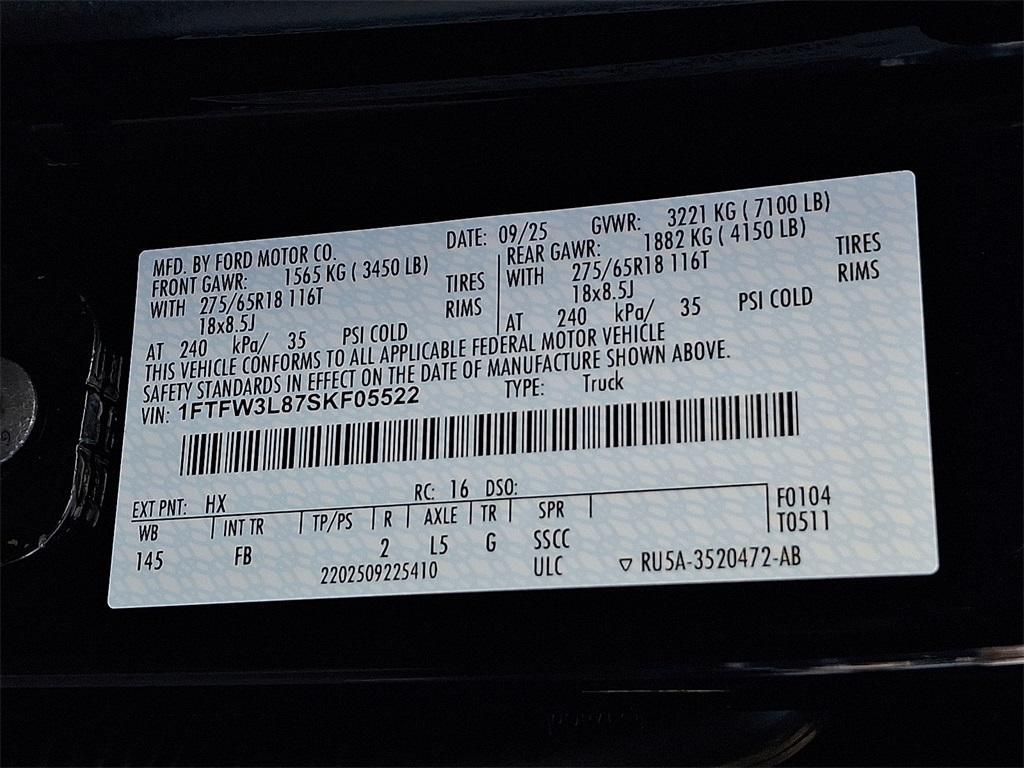 MFD. BY FORD MOTOR CO. DATE: 09/25 GVWR: 3221 KG ( 7100 LB)
FRONT GAWR: 1565 KG ( 3450 LB) REAR GAWR: 1882 KG ( 4150 LB)
WITH 275/65R18 116T TIRES WITH 275/65R18 116T TIRES
18x8.5J RIMS 18x8.5J RIMS
AT 240 kPa/ 35 PSI COLD AT 240 kPa/ 35 PSI COLD
THIS VEHICLE CONFORMS TO ALL APPLICABLE FEDERAL MOTOR VEHICLE
SAFETY STANDARDS IN EFFECT ON THE DATE OF MANUFACTURE SHOWN ABOVE.
VIN: 1FTFW3L87SKF05522 TYPE: Truck
EXT PNT: HX RC: 16 DSO:
WB INT TR TP/PS R AXLE TR SPR F0104
145 FB 2 L5 G SSCC T0511
2202509225410 ULC ▽ RU5A-3520472-AB